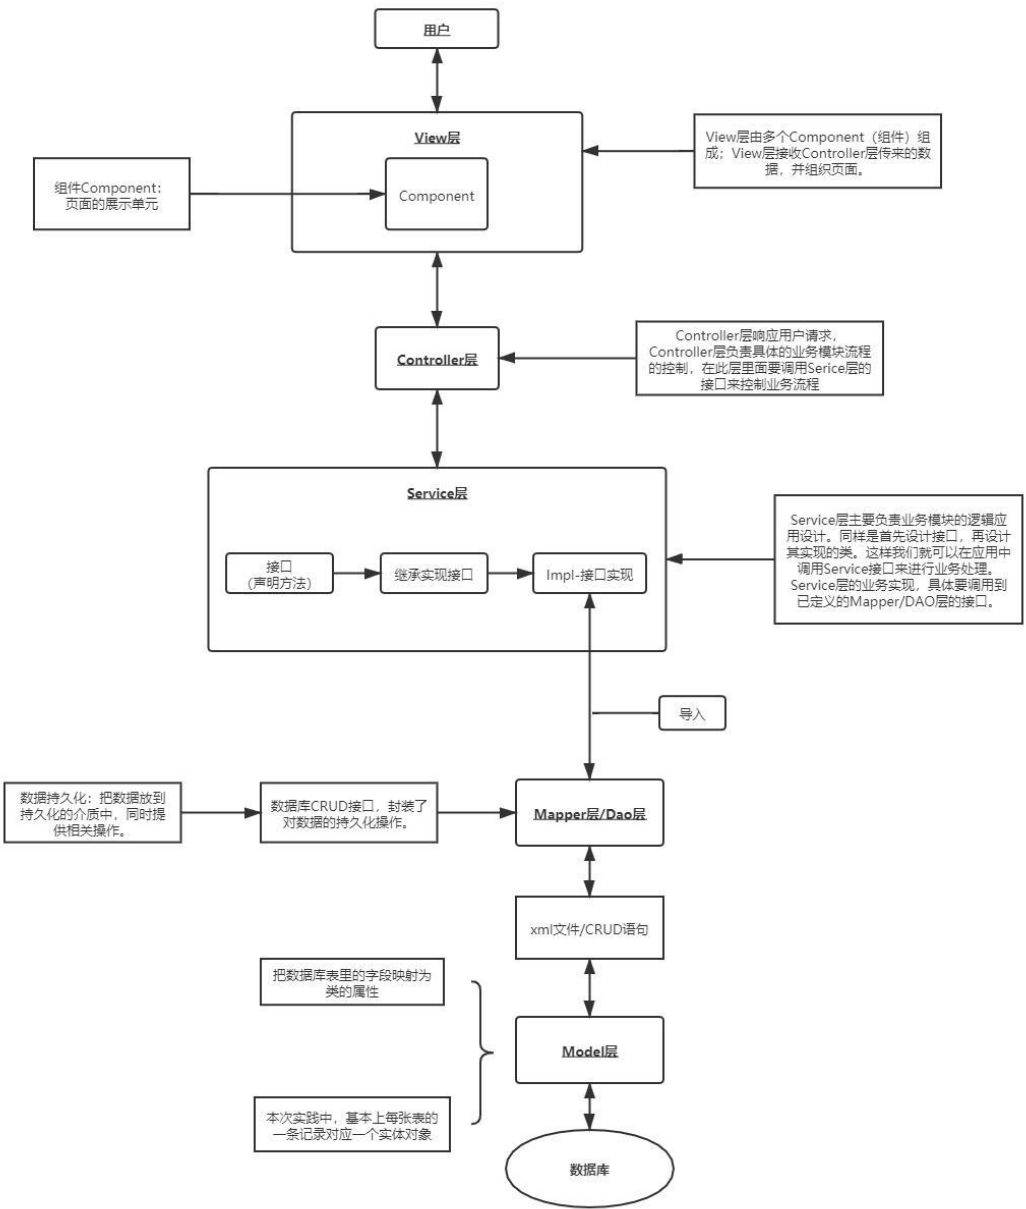 用户
View层
View层由多个Component（组件）组
成；View层接收Controller层传来的数
据，并组织页面。
组件Component：
页面的展示单元
Component
Controller层
Controller层响应用户请求，
Controller层负责具体的业务模块流程
的控制，在此层里面要调用Serice层的
接口来控制业务流程
Service层
接口
（声明方法）
继承实现接口
Impl-接口实现
Service层主要负责业务模块的逻辑应
用设计。同样是首先设计接口，再设计
其实现的类。这样我们就可以在应用中
调用Service接口来进行业务处理。
Service层的业务实现，具体要调用到
已定义的Mapper/DAO层的接口。
导入
数据持久化：把数据放到
持久化的介质中，同时提
供相关操作。
数据库CRUD接口，封装了
对数据的持久化操作。
Mapper层/Dao层
xml文件/CRUD语句
把数据库表里的字段映射为
类的属性
Model层
本次实践中，基本上每张表的
一条记录对应一个实体对象
数据库